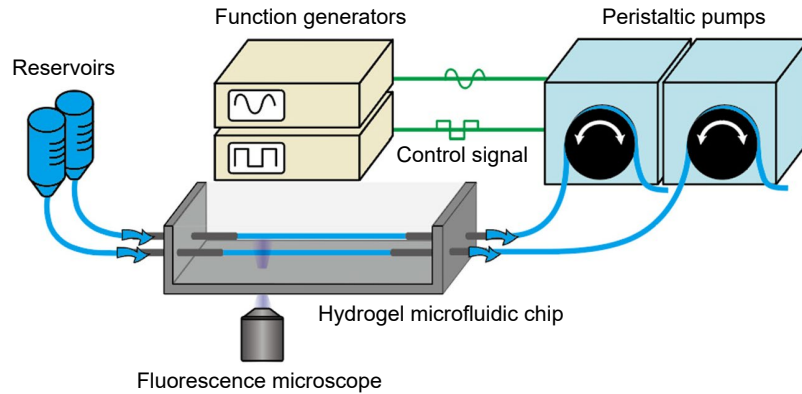 Function generators
Peristaltic pumps
Reservoirs
Control signal
Hydrogel microfluidic chip
Fluorescence microscope